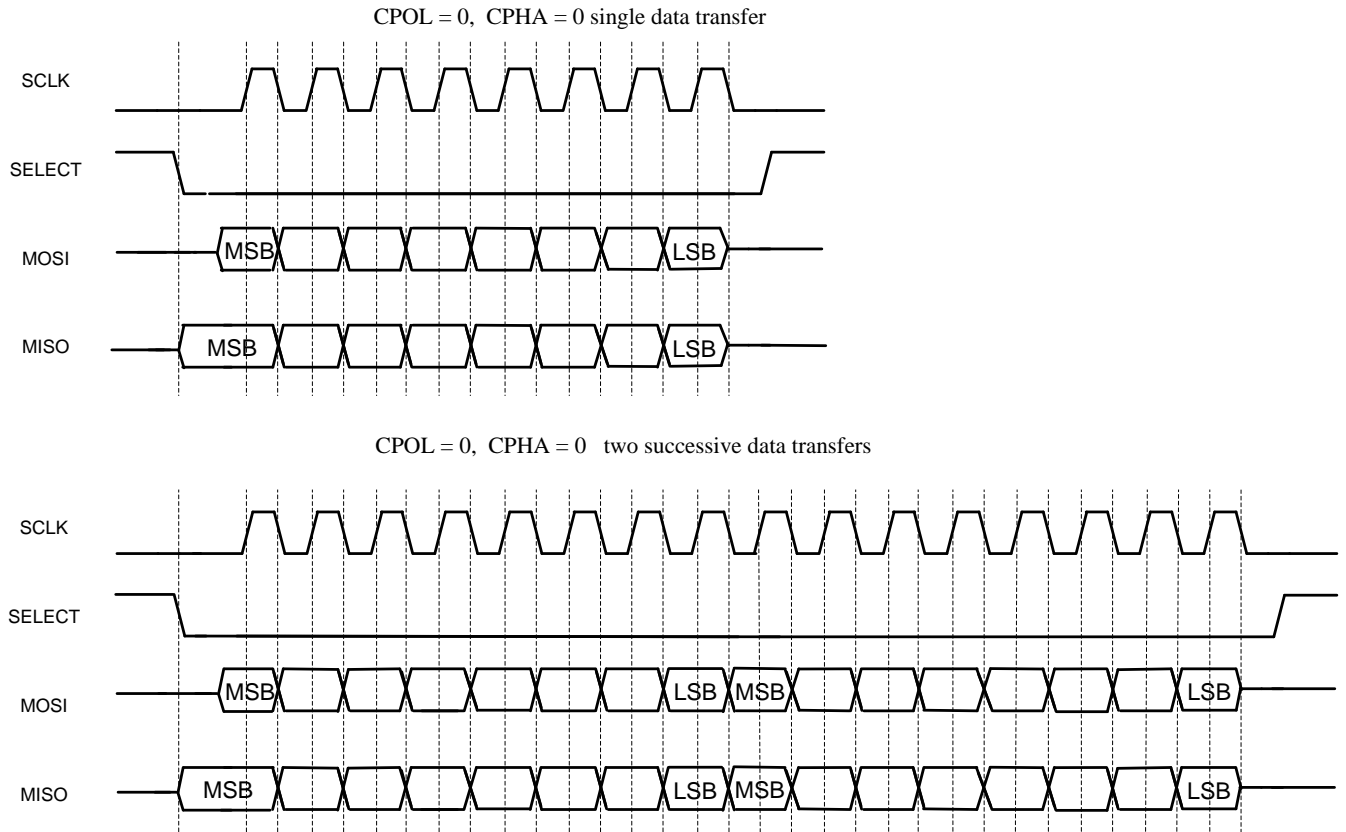 CPOL = 0, CPHA = 0 single data transfer
SCLK
SELECT
MOSI
MSB
LSB
MISO
MSB
LSB
CPOL = 0, CPHA = 0 two successive data transfers
SCLK
SELECT
MOSI
MSB
LSB
MSB
LSB
MISO
MSB
LSB
MSB
LSB